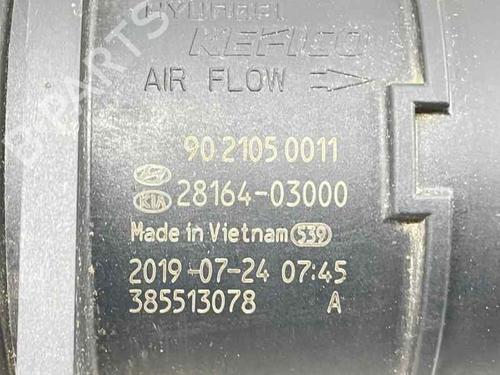 HYUNDAI
KEFICO
AIR FLOW
90 2105 0011
KIA 28164-03000
Made in Vietnam 539
2019-07-24 07:45
385513078 A